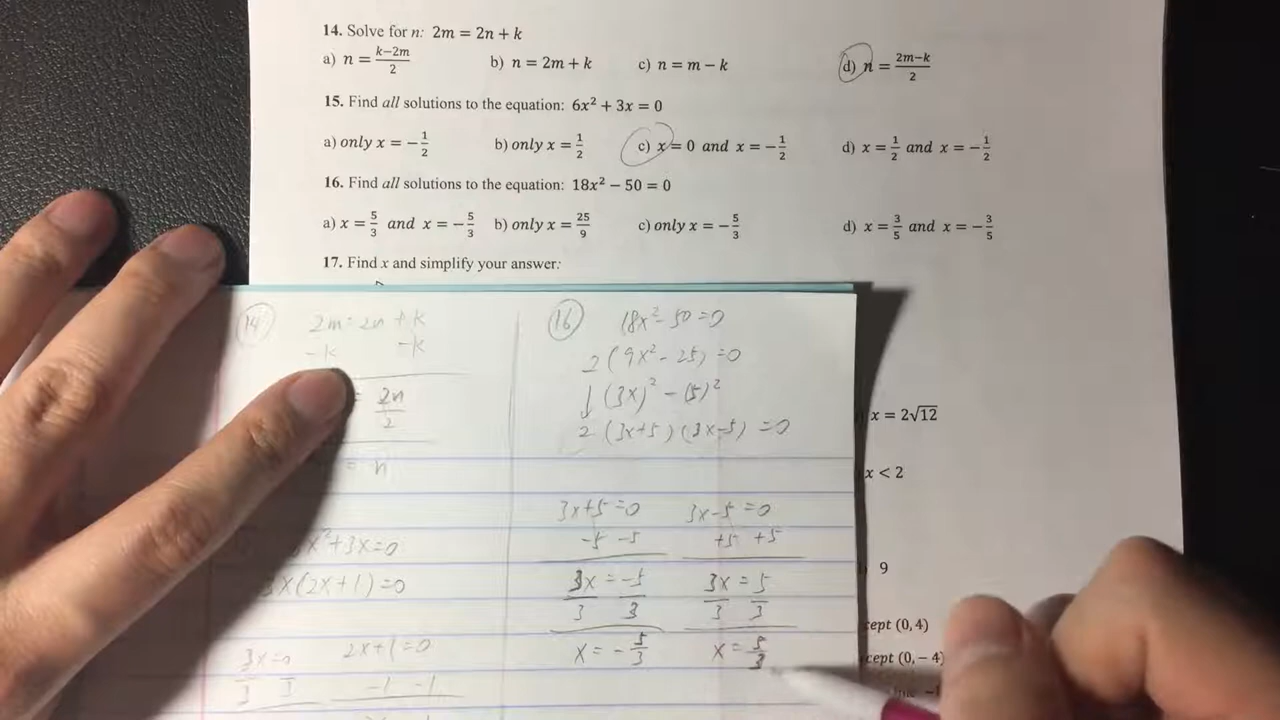 14. Solve for n: 2m = 2n + k
a) n = k−2m/2 b) n = 2m + k c) n = m − k d) n = 2m−k/2
15. Find all solutions to the equation: 6x² + 3x = 0
a) only x = −1/2 b) only x = 1/2 c) x = 0 and x = −1/2 d) x = 1/2 and x = −1/2
16. Find all solutions to the equation: 18x² − 50 = 0
a) x = 5/3 and x = −5/3 b) only x = 25/9 c) only x = −5/3 d) x = 3/5 and x = −3/5
17. Find x and simplify your answer:
x = 2√12
x < 2
9
(0, 4)
(0, − 4)
14 2m = 2n + k
−k −k
2n/2
= n
x² + 3x = 0
3x(2x + 1) = 0
3x = 0 2x + 1 = 0
3 3 −1 −1
16 18x² − 50 = 0
2(9x² − 25) = 0
(3x)² − (5)²
2 (3x+5)(3x−5) = 0
3x+5 = 0 3x−5 = 0
−5 −5 +5 +5
3x = −5 3x = 5
3 3 3 3
x = −5/3 x = 5/3